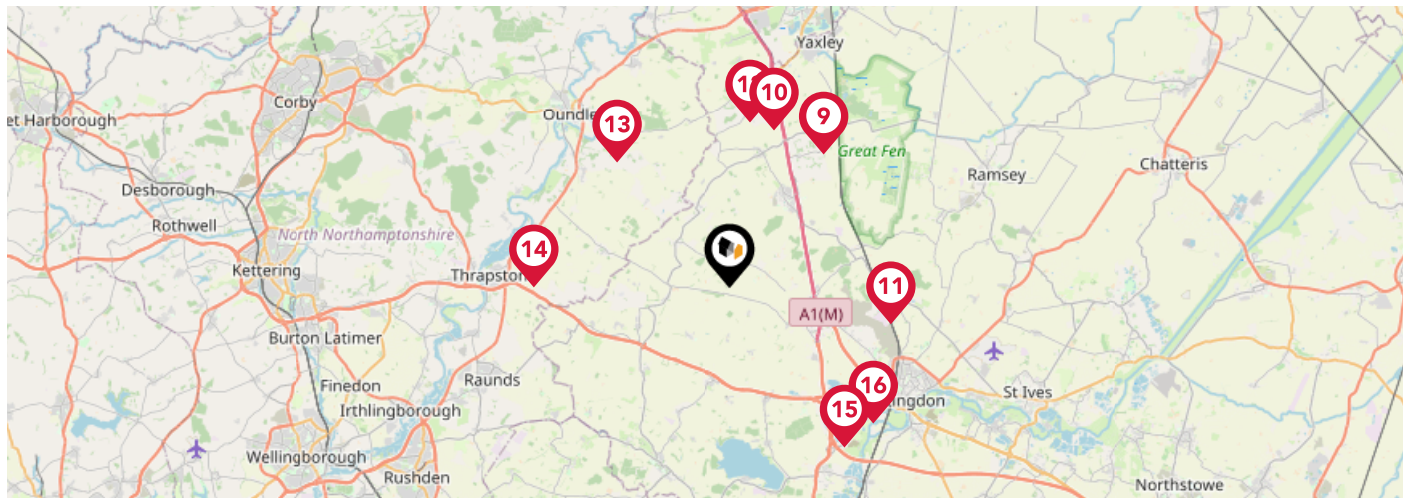 Yaxley
Corby
1
10
9
Oundle
13
et Harborough
Great Fen
Chatteris
Desborough
Ramsey
Rothwell
North Northamptonshire
14
Kettering
Thrapston
11
A1(M)
Burton Latimer
Finedon
Raunds
16
St Ives
Irthlingborough
15
ngdon
Wellingborough
Rushden
Northstowe